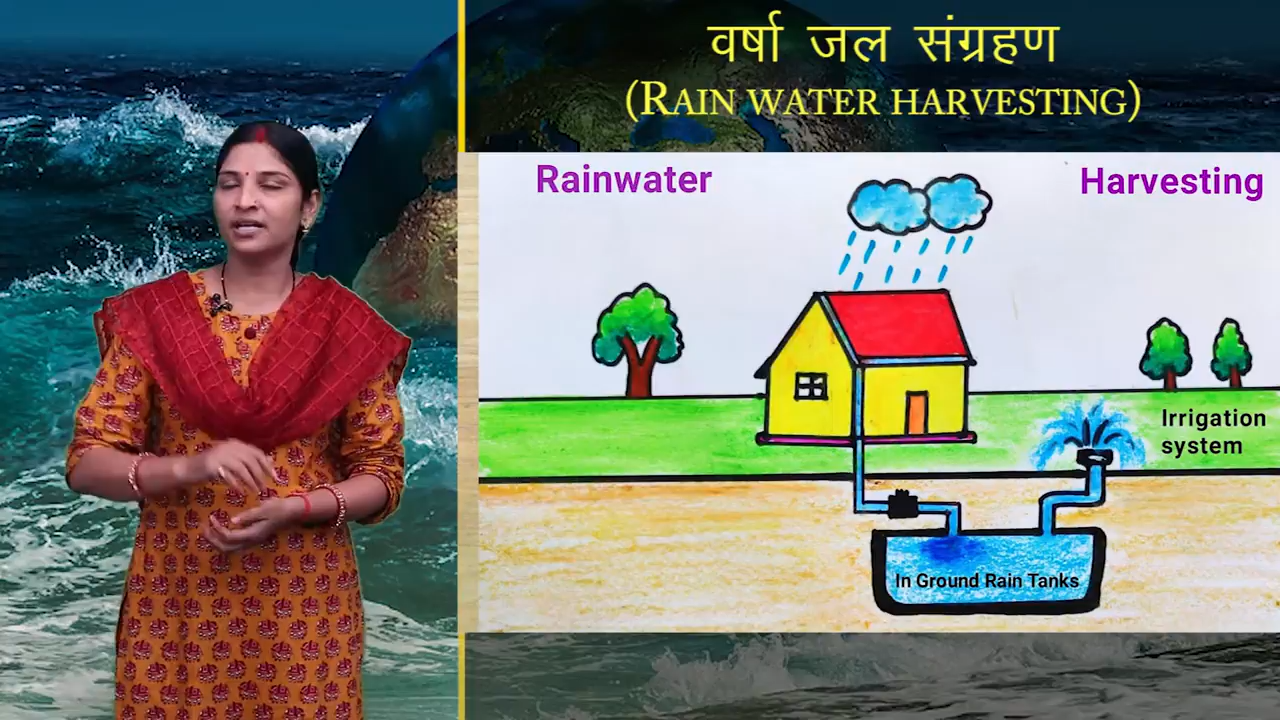 वर्षा जल संग्रहण
(RAIN WATER HARVESTING)
Rainwater Harvesting
Irrigation
system
In Ground Rain Tanks